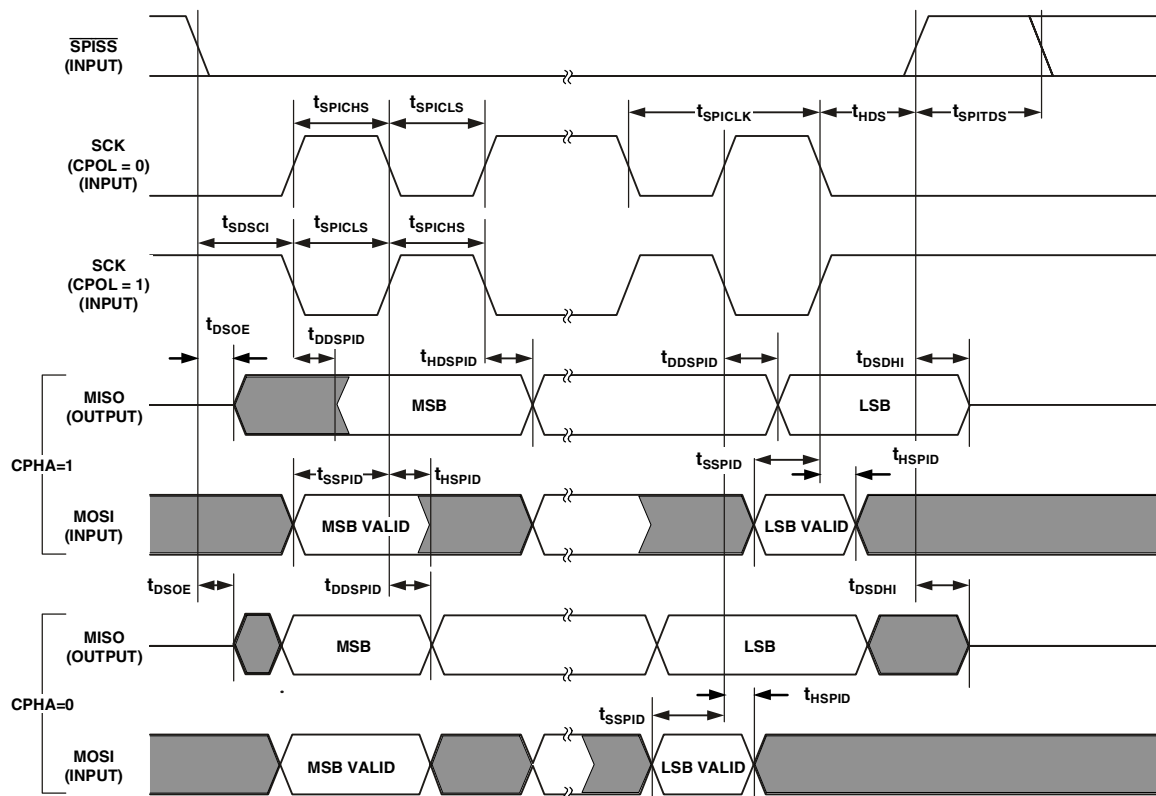 SPISS
(INPUT)
tSPICHS tSPICLS tSPICLK tHDS tSPITDS
SCK
(CPOL = 0)
(INPUT)
tSDSCI tSPICLS tSPICHS
SCK
(CPOL = 1)
(INPUT)
tDSOE tDDSPID tHDSPID tDDSPID tDSDHI
MISO
(OUTPUT)
MSB LSB
CPHA=1
tSSPID tHSPID tSSPID tHSPID
MOSI
(INPUT)
MSB VALID LSB VALID
tDSOE tDDSPID tDSDHI
MISO
(OUTPUT)
MSB LSB
CPHA=0
tSSPID tHSPID
MOSI
(INPUT)
MSB VALID LSB VALID